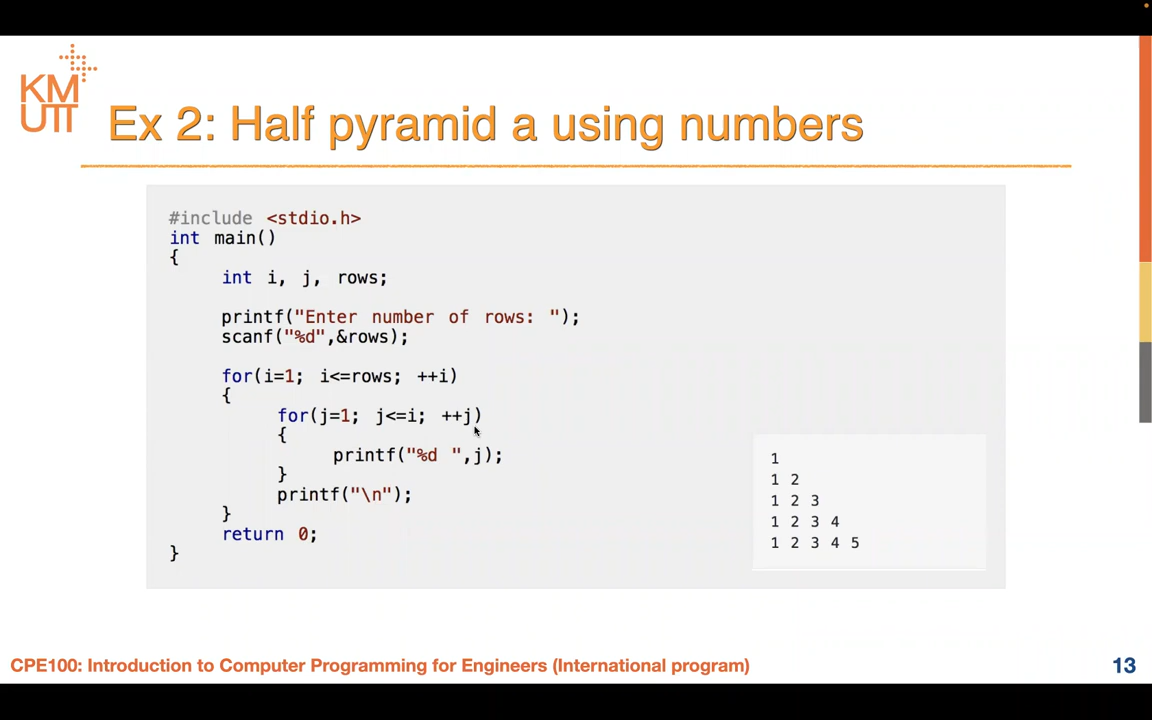 KM
UTT
Ex 2: Half pyramid a using numbers
#include <stdio.h>
int main()
{
int i, j, rows;
printf("Enter number of rows: ");
scanf("%d",&rows);
for(i=1; i<=rows; ++i)
{
for(j=1; j<=i; ++j)
{
printf("%d ",j);
}
printf("\n");
}
return 0;
}
1
1 2
1 2 3
1 2 3 4
1 2 3 4 5
CPE100: Introduction to Computer Programming for Engineers (International program)
13